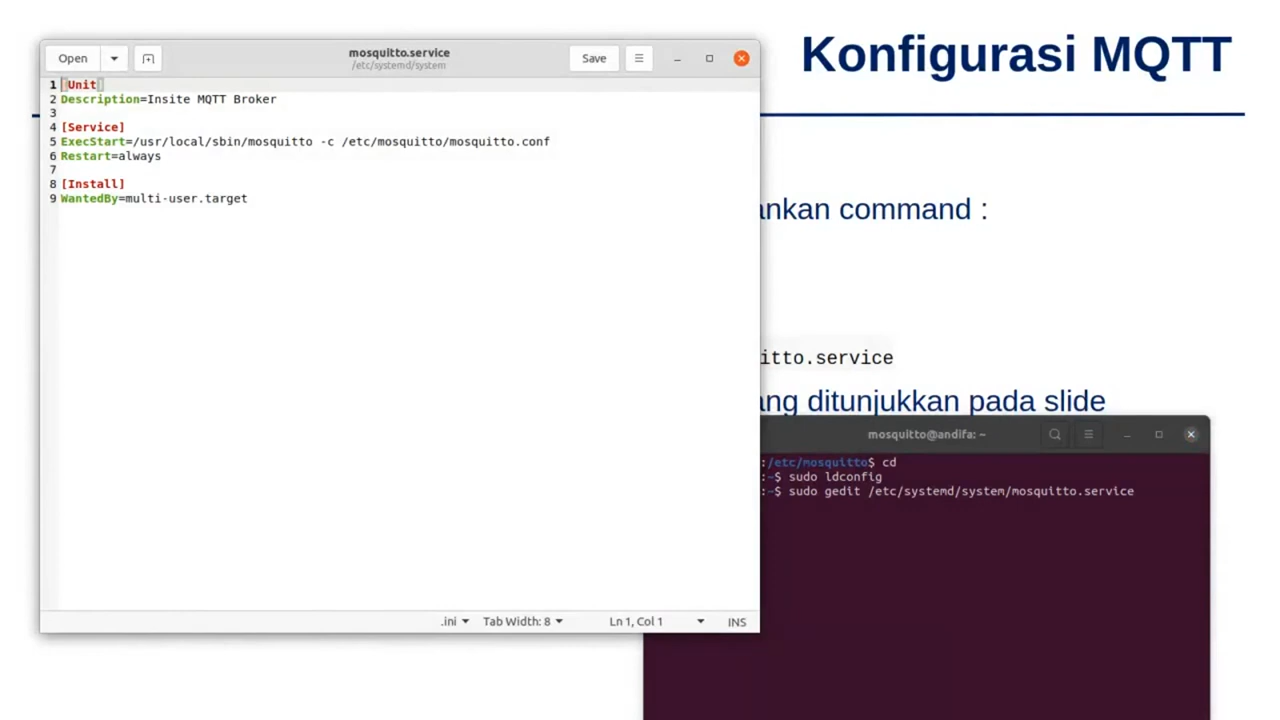 Konfigurasi MQTT
Open
mosquitto.service
/etc/systemd/system
Save
1 [Unit]
2 Description=Insite MQTT Broker
3
4 [Service]
5 ExecStart=/usr/local/sbin/mosquitto -c /etc/mosquitto/mosquitto.conf
6 Restart=always
7
8 [Install]
9 WantedBy=multi-user.target
.ini
Tab Width: 8
Ln 1, Col 1
INS
ankan command :
itto.service
ang ditunjukkan pada slide
mosquitto@andifa: ~
:/etc/mosquitto$ cd
:~$ sudo ldconfig
:~$ sudo gedit /etc/systemd/system/mosquitto.service